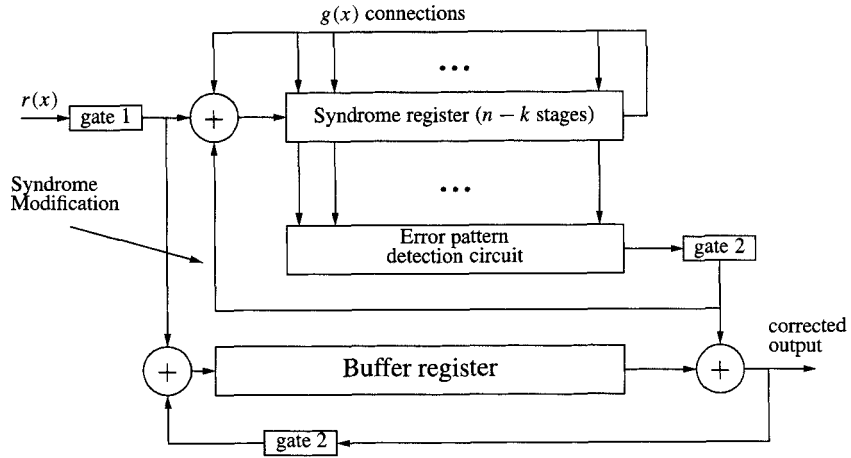 g(x) connections
...
r(x)
gate 1
+
Syndrome register (n − k stages)
Syndrome
Modification
...
Error pattern
detection circuit
gate 2
corrected
output
+
Buffer register
+
gate 2